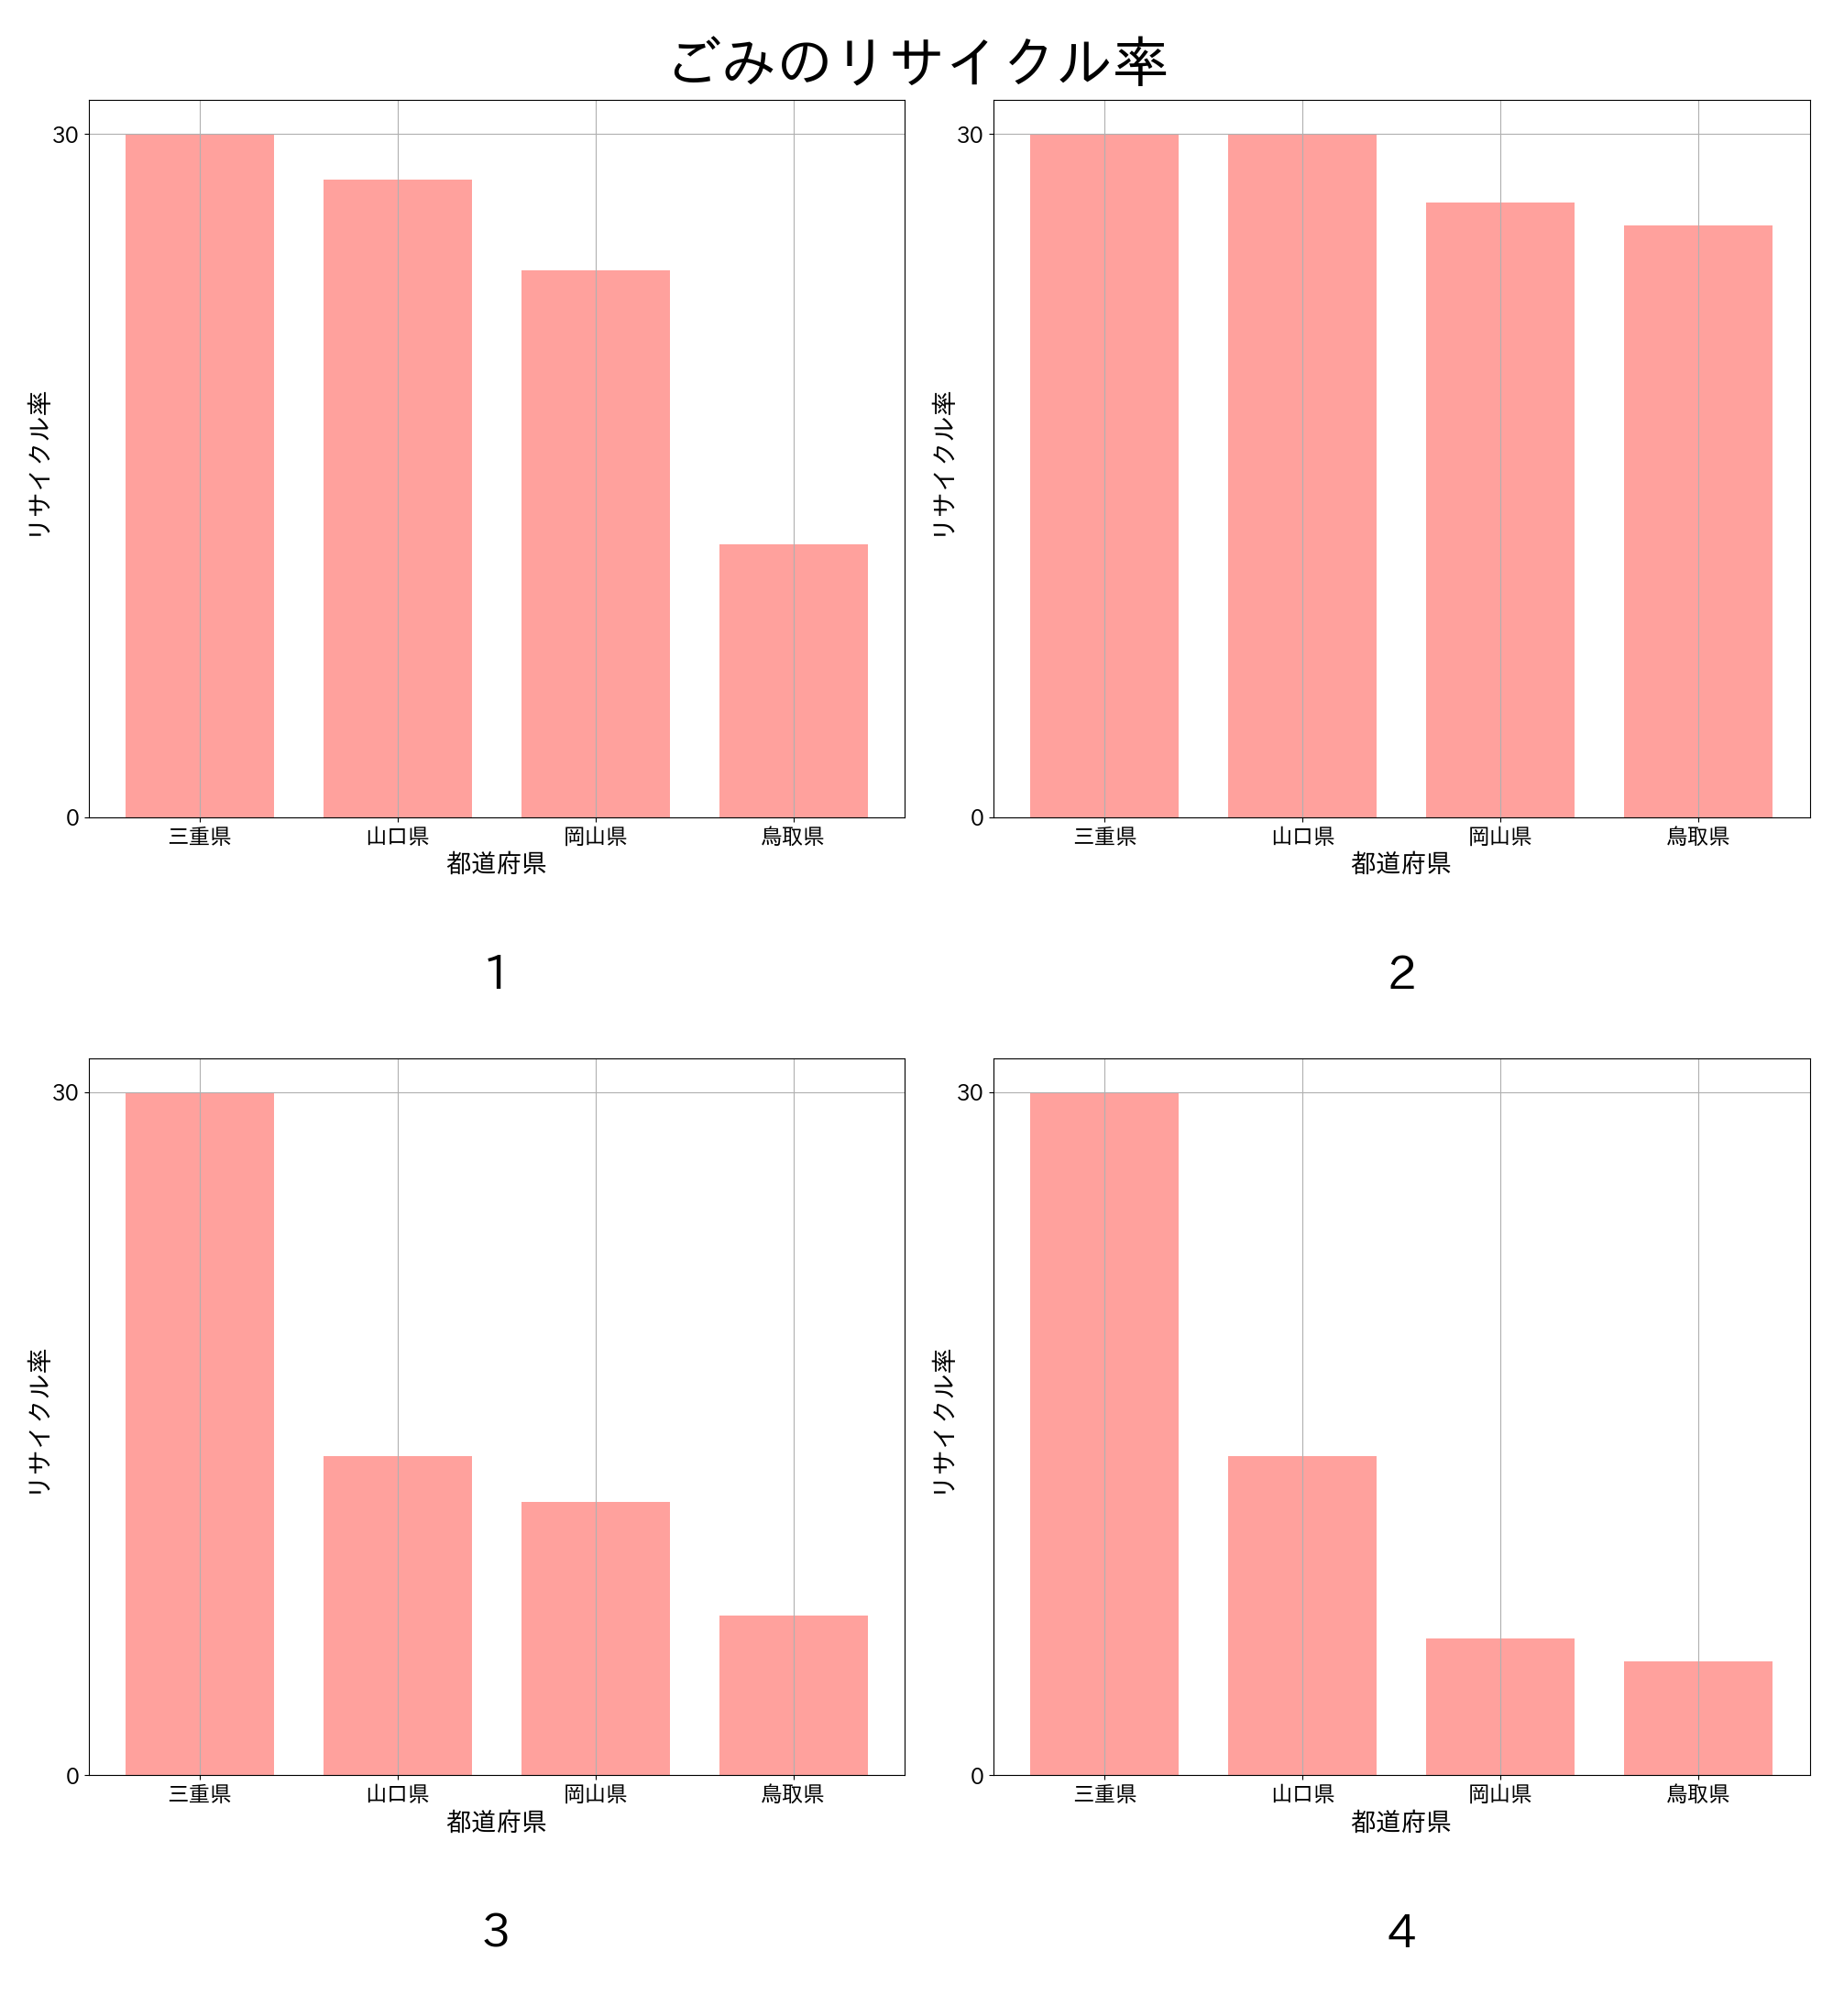 ごみのリサイクル率
30
0
リサイクル率
三重県 山口県 岡山県 鳥取県
都道府県
1
30
0
リサイクル率
三重県 山口県 岡山県 鳥取県
都道府県
2
30
0
リサイクル率
三重県 山口県 岡山県 鳥取県
都道府県
3
30
0
リサイクル率
三重県 山口県 岡山県 鳥取県
都道府県
4